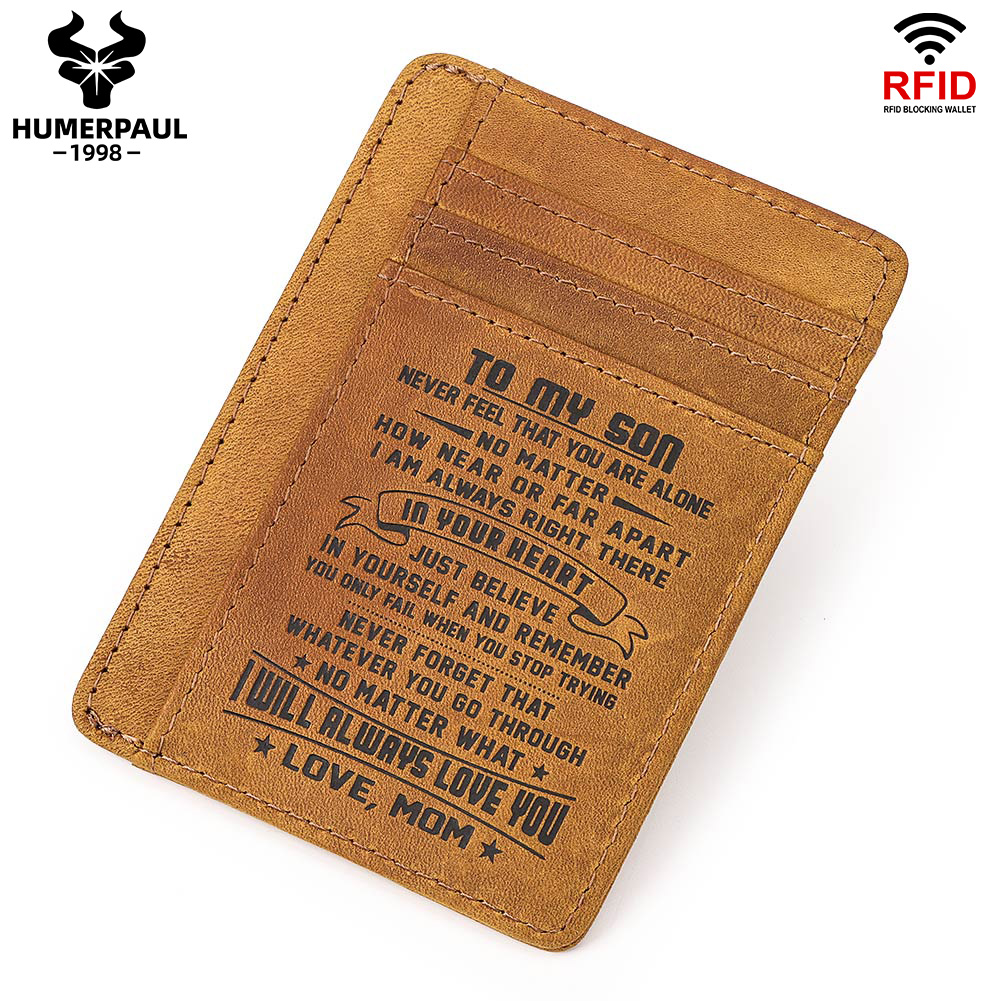 HUMERPAUL
1998
RFID
RFID BLOCKING WALLET
TO MY SON
NEVER FEEL THAT YOU ARE ALONE
NO MATTER
HOW NEAR OR FAR APART
I AM ALWAYS RIGHT THERE
IN YOUR HEART
JUST BELIEVE
IN YOURSELF AND REMEMBER
YOU ONLY FAIL WHEN YOU STOP TRYING
NEVER FORGET THAT
WHATEVER YOU GO THROUGH
NO MATTER WHAT
I WILL ALWAYS LOVE YOU
LOVE, MOM